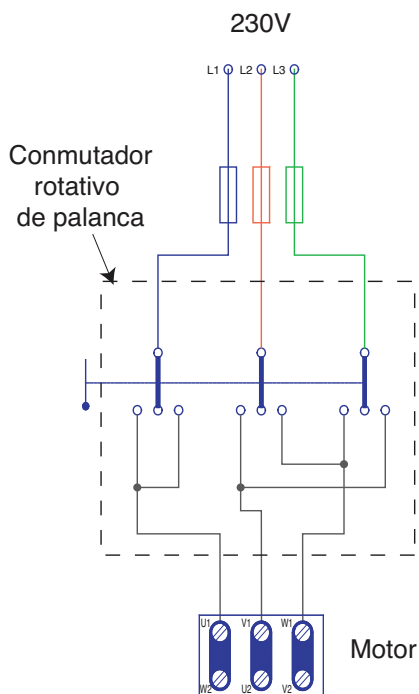 230V
L1 L2 L3
Conmutador
rotativo
de palanca
U1 V1 W1
Motor
W2 U2 V2